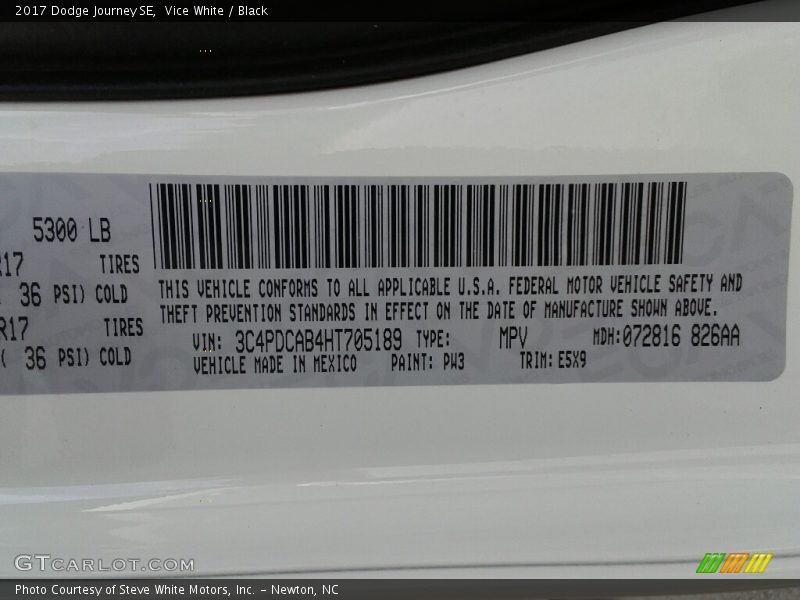 2017 Dodge Journey SE, Vice White / Black
5300 LB
R17 TIRES
36 PSI) COLD
R17 TIRES
( 36 PSI) COLD
THIS VEHICLE CONFORMS TO ALL APPLICABLE U.S.A. FEDERAL MOTOR VEHICLE SAFETY AND
THEFT PREVENTION STANDARDS IN EFFECT ON THE DATE OF MANUFACTURE SHOWN ABOVE.
VIN: 3C4PDCAB4HT705189 TYPE: MPV MDH:072816 826AA
VEHICLE MADE IN MEXICO PAINT: PW3 TRIM: E5X9
GTCARLOT.COM
Photo Courtesy of Steve White Motors, Inc. – Newton, NC